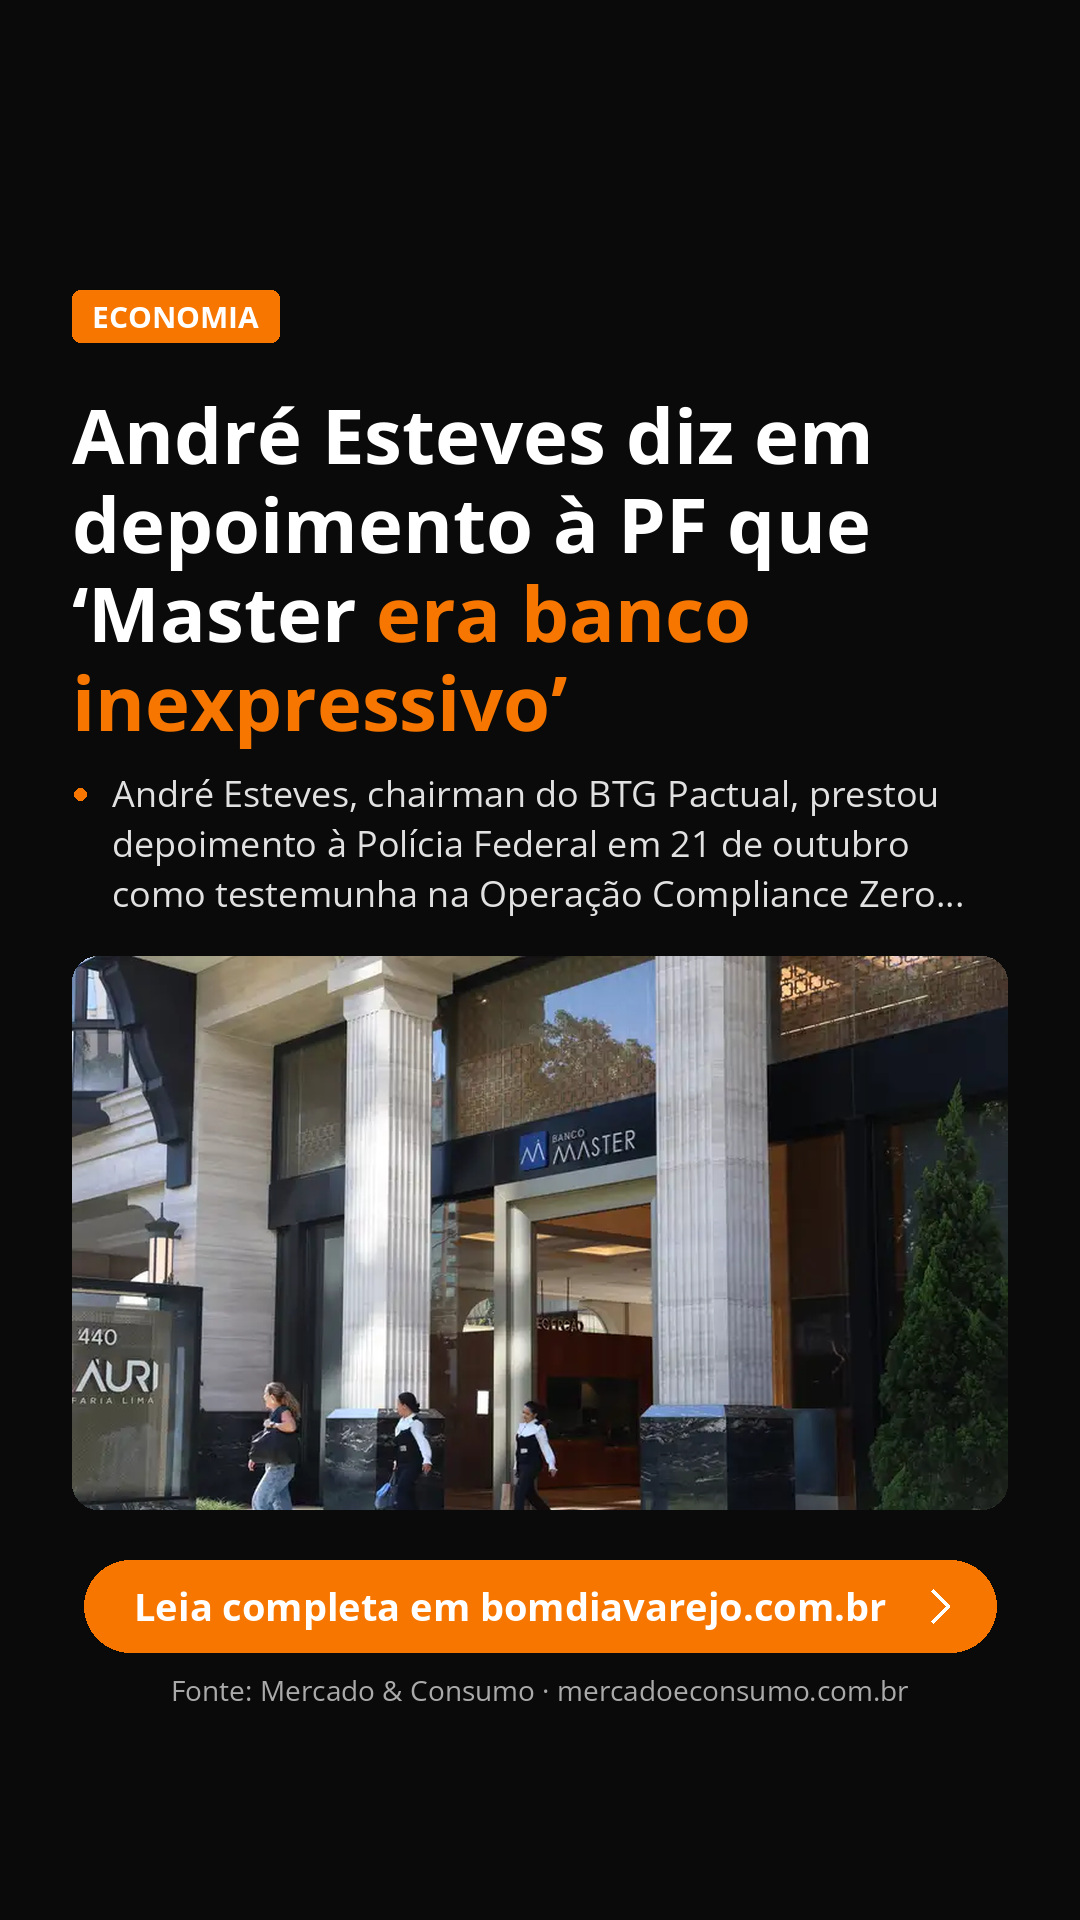 ECONOMIA
André Esteves diz em
depoimento à PF que
‘Master era banco
inexpressivo’
• André Esteves, chairman do BTG Pactual, prestou
depoimento à Polícia Federal em 21 de outubro
como testemunha na Operação Compliance Zero...
BANCO
MASTER
RECEPÇÃO
440
AURI
FARIA LIMA
Leia completa em bomdiavarejo.com.br
Fonte: Mercado & Consumo · mercadoeconsumo.com.br